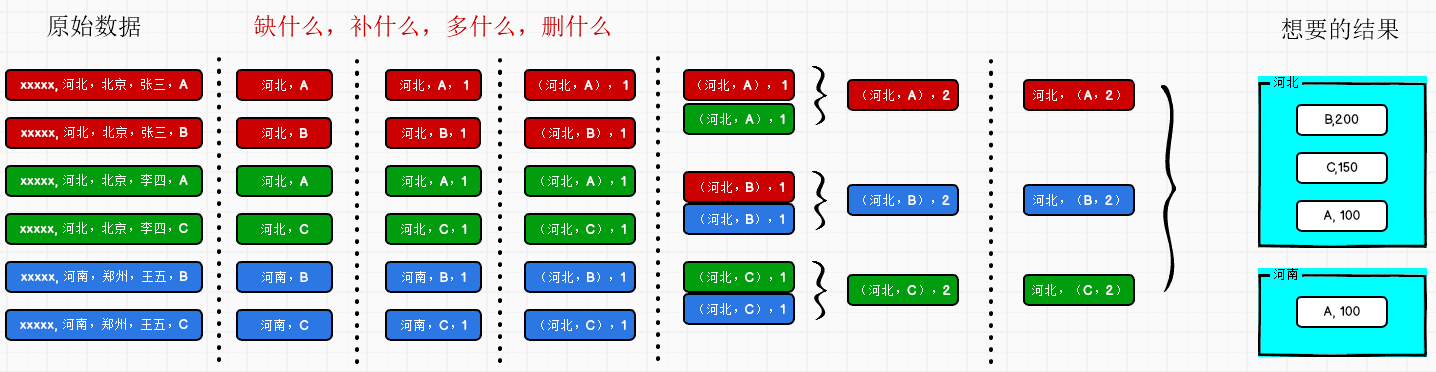 原始数据
缺什么，补什么，多什么，删什么
想要的结果
xxxxx, 河北，北京，张三，A
xxxxx, 河北，北京，张三，B
xxxxx, 河北，北京，李四，A
xxxxx, 河北，北京，李四，C
xxxxx, 河南，郑州，王五，B
xxxxx, 河南，郑州，王五，C
河北，A
河北，B
河北，A
河北，C
河南，B
河南，C
河北，A，1
河北，B，1
河北，A，1
河北，C，1
河南，B，1
河南，C，1
（河北，A），1
（河北，B），1
（河北，A），1
（河北，C），1
（河北，B），1
（河北，C），1
（河北，A），1
（河北，A），1
（河北，B），1
（河北，B），1
（河北，C），1
（河北，C），1
（河北，A），2
（河北，B），2
（河北，C），2
河北，（A，2）
河北，（B，2）
河北，（C，2）
河北
B,200
C,150
A, 100
河南
A, 100